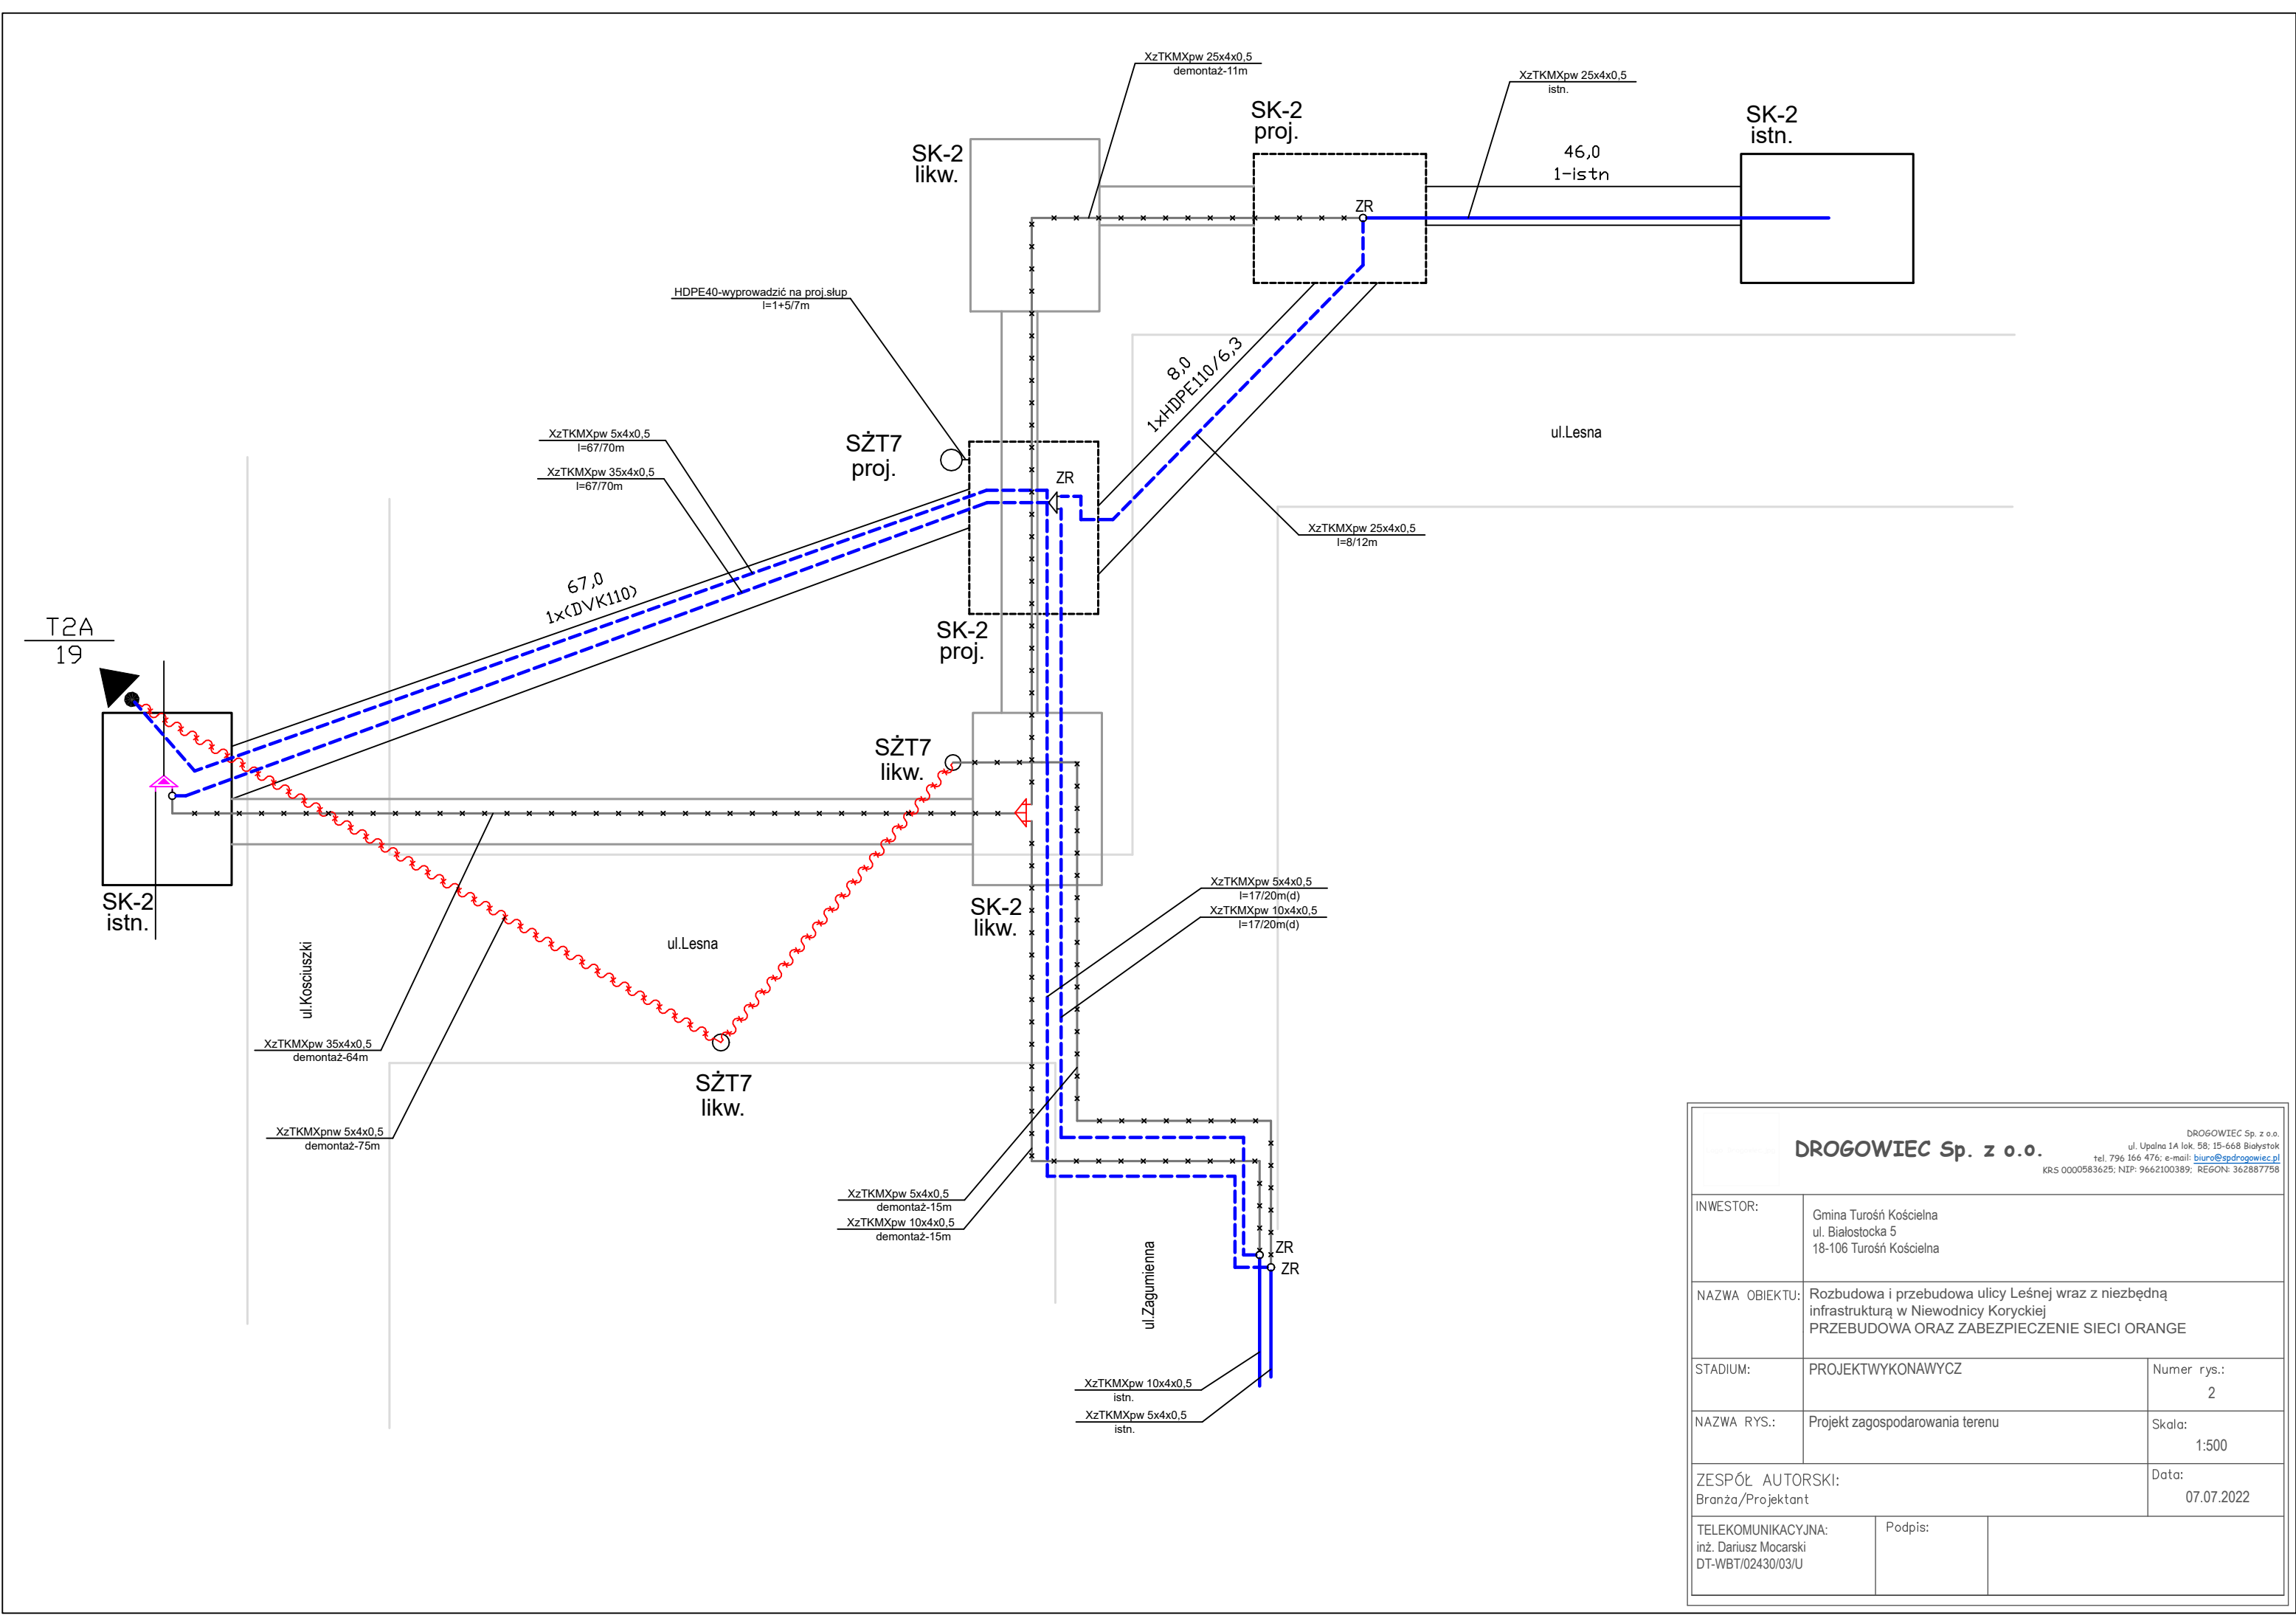 XzTKMXpw 25x4x0,5
demontaż-11m
XzTKMXpw 25x4x0,5
istn.
SK-2
proj.
SK-2
istn.
SK-2
likw.
46,0
1-istn
ZR
HDPE40-wyprowadzić na proj.słup
l=1+5/7m
8,0
1xHDPE110/6,3
XzTKMXpw 5x4x0,5
l=67/70m
XzTKMXpw 35x4x0,5
l=67/70m
SŻT7
proj.
ZR
ul.Lesna
XzTKMXpw 25x4x0,5
l=8/12m
67,0
1x(DVK110)
T2A
19
SK-2
proj.
SŻT7
likw.
SK-2
istn.
SK-2
likw.
XzTKMXpw 5x4x0,5
l=17/20m(d)
XzTKMXpw 10x4x0,5
l=17/20m(d)
ul.Kosciuszki
ul.Lesna
XzTKMXpw 35x4x0,5
demontaż-64m
SŻT7
likw.
XzTKMXpnw 5x4x0,5
demontaż-75m
XzTKMXpw 5x4x0,5
demontaż-15m
XzTKMXpw 10x4x0,5
demontaż-15m
ZR
ZR
ul.Zagumienna
XzTKMXpw 10x4x0,5
istn.
XzTKMXpw 5x4x0,5
istn.
DROGOWIEC Sp. z o.o.
DROGOWIEC Sp. z o.o.
ul. Upalna 1A lok. 58; 15-668 Białystok
tel. 796 166 476; e-mail: biuro@spdrogowiec.pl
KRS 0000583625; NIP: 9662100389; REGON: 362887758
INWESTOR:
Gmina Turośń Kościelna
ul. Białostocka 5
18-106 Turośń Kościelna
NAZWA OBIEKTU:
Rozbudowa i przebudowa ulicy Leśnej wraz z niezbędną
infrastrukturą w Niewodnicy Koryckiej
PRZEBUDOWA ORAZ ZABEZPIECZENIE SIECI ORANGE
STADIUM:
PROJEKTWYKONAWYCZ
Numer rys.:
2
NAZWA RYS.:
Projekt zagospodarowania terenu
Skala:
1:500
ZESPÓŁ AUTORSKI:
Branża/Projektant
Data:
07.07.2022
TELEKOMUNIKACYJNA:
inż. Dariusz Mocarski
DT-WBT/02430/03/U
Podpis: